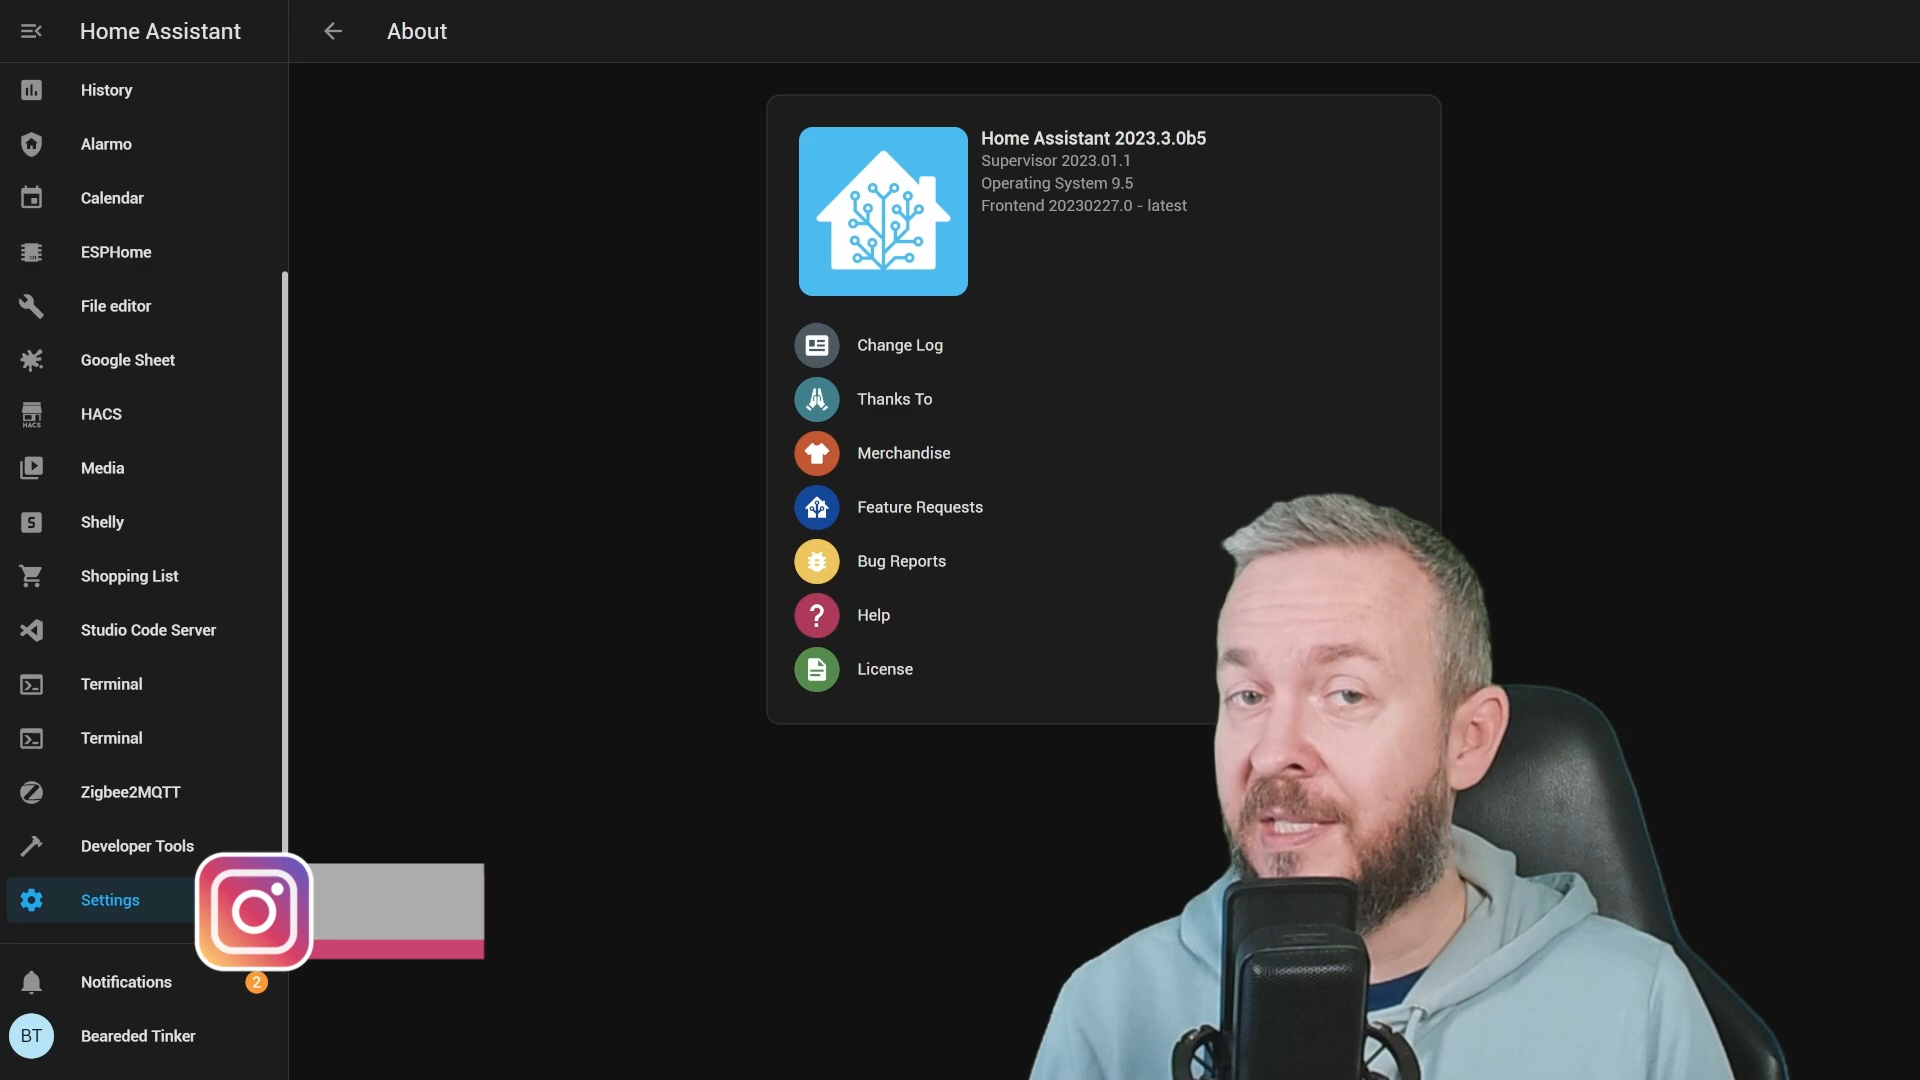 Home Assistant
About
History
Alarmo
Calendar
ESPHome
File editor
Google Sheet
HACS
HACS
Media
Shelly
Shopping List
Studio Code Server
Terminal
Terminal
Zigbee2MQTT
Developer Tools
Settings
Notifications
2
BT
Beareded Tinker
Home Assistant 2023.3.0b5
Supervisor 2023.01.1
Operating System 9.5
Frontend 20230227.0 - latest
Change Log
Thanks To
Merchandise
Feature Requests
Bug Reports
Help
License